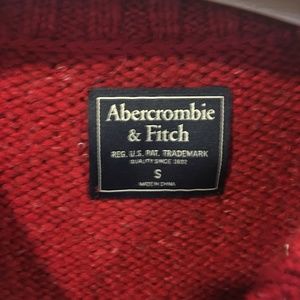 Abercrombie
& Fitch
REG. U.S. PAT. TRADEMARK
QUALITY SINCE 1892
S
MADE IN CHINA